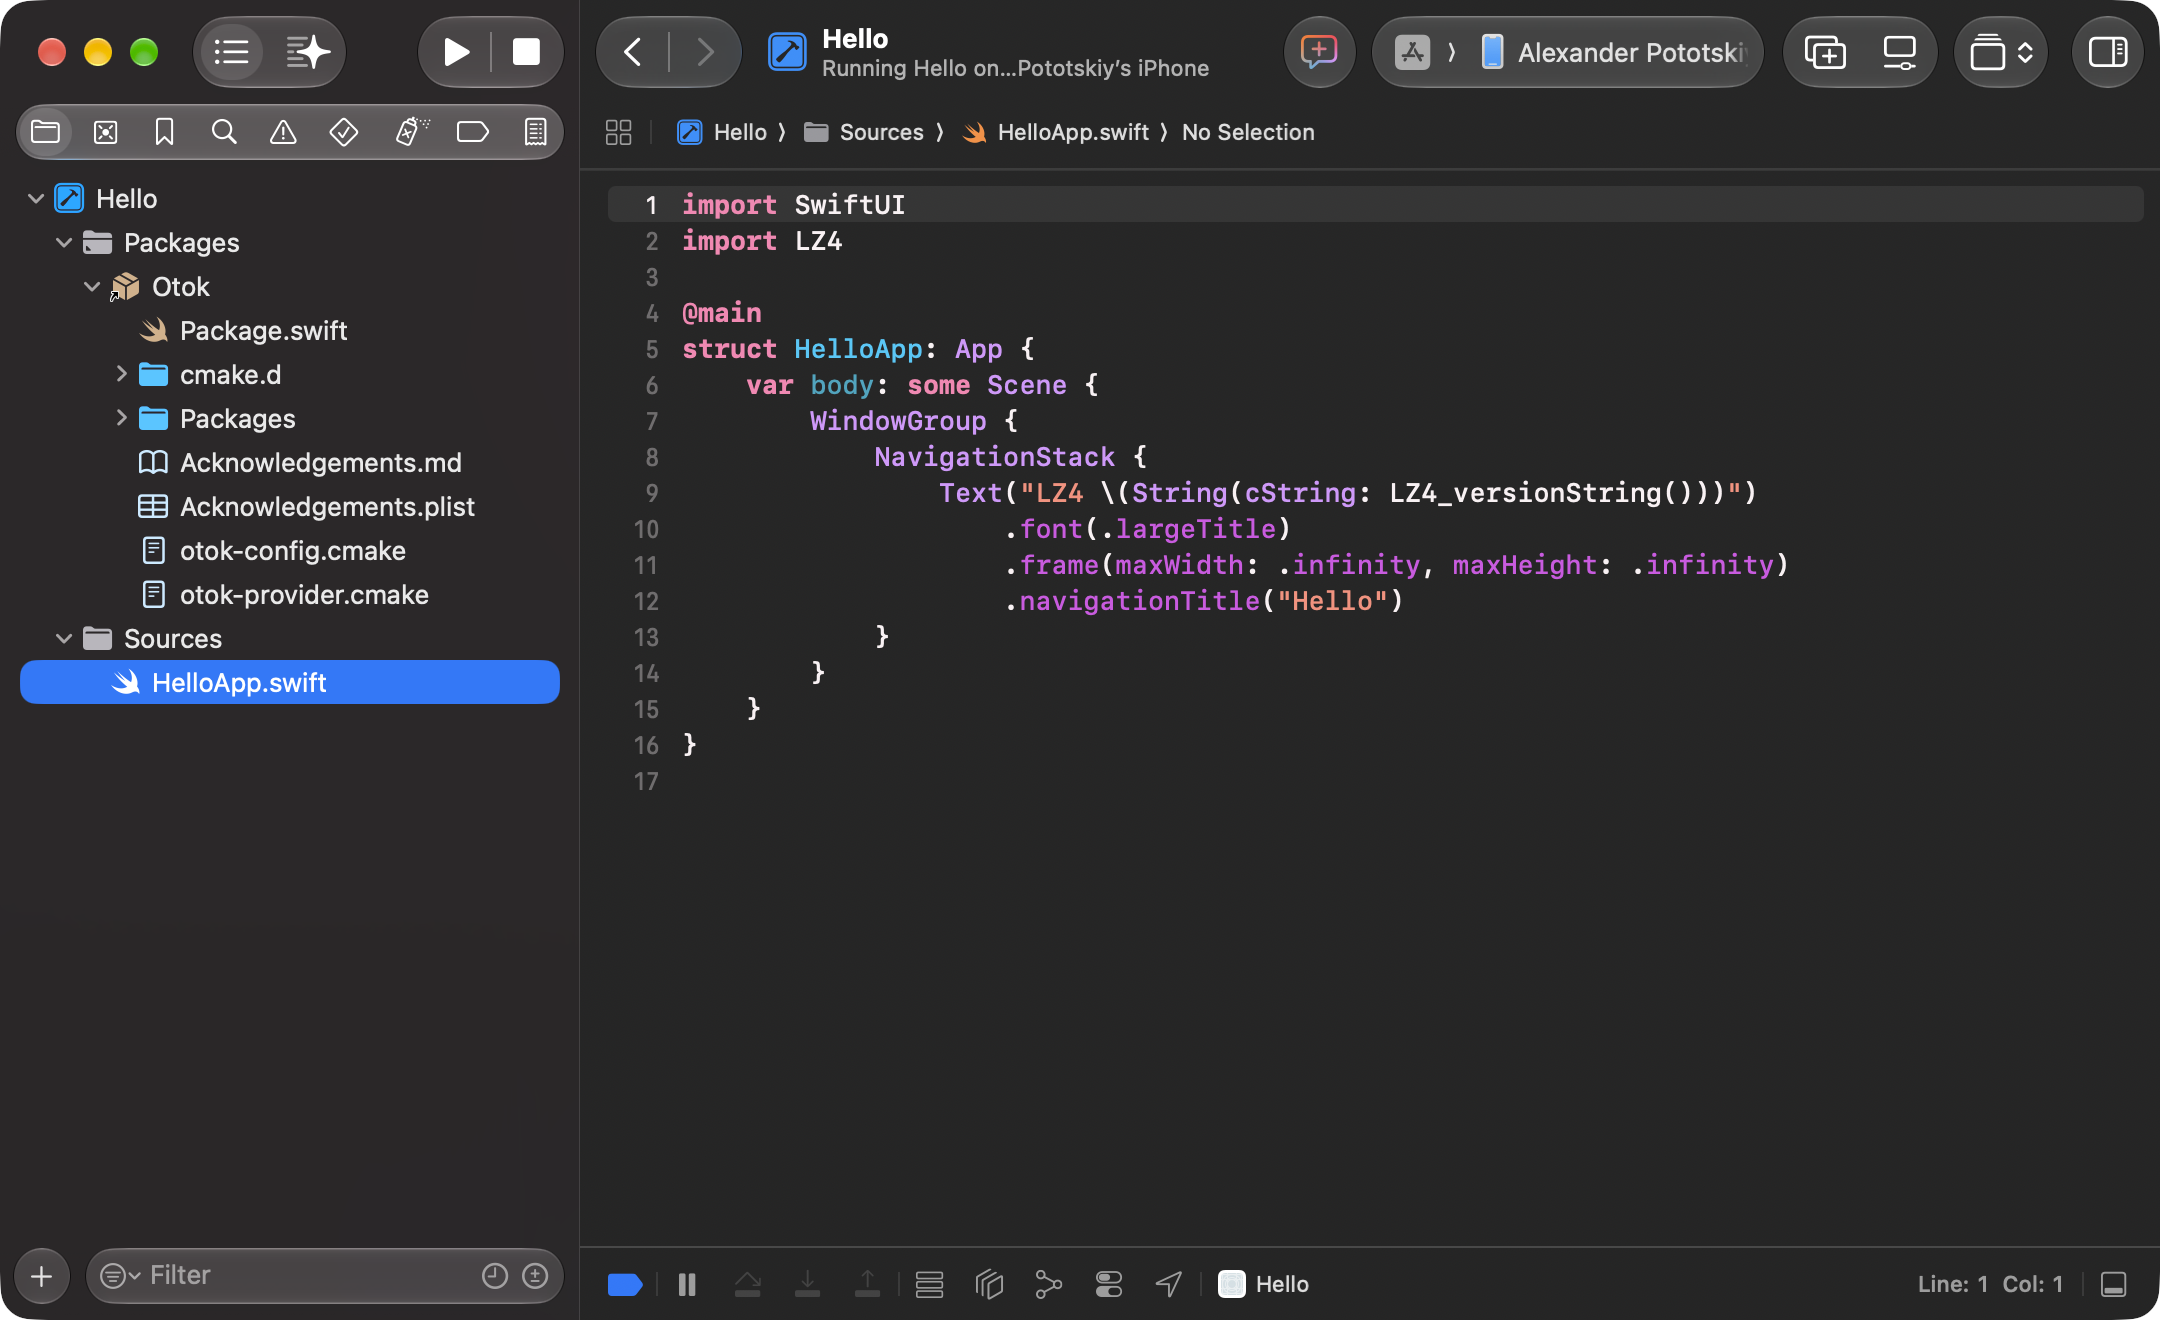 Hello
Running Hello on...Pototskiy's iPhone
Alexander Pototski
Hello
Sources
HelloApp.swift
No Selection
Hello
Packages
Otok
Package.swift
cmake.d
Packages
Acknowledgements.md
Acknowledgements.plist
otok-config.cmake
otok-provider.cmake
Sources
HelloApp.swift
1 import SwiftUI
2 import LZ4
3
4 @main
5 struct HelloApp: App {
6     var body: some Scene {
7         WindowGroup {
8             NavigationStack {
9                 Text("LZ4 \(String(cString: LZ4_versionString()))")
10                     .font(.largeTitle)
11                     .frame(maxWidth: .infinity, maxHeight: .infinity)
12                     .navigationTitle("Hello")
13             }
14         }
15     }
16 }
17
Filter
Hello
Line: 1 Col: 1